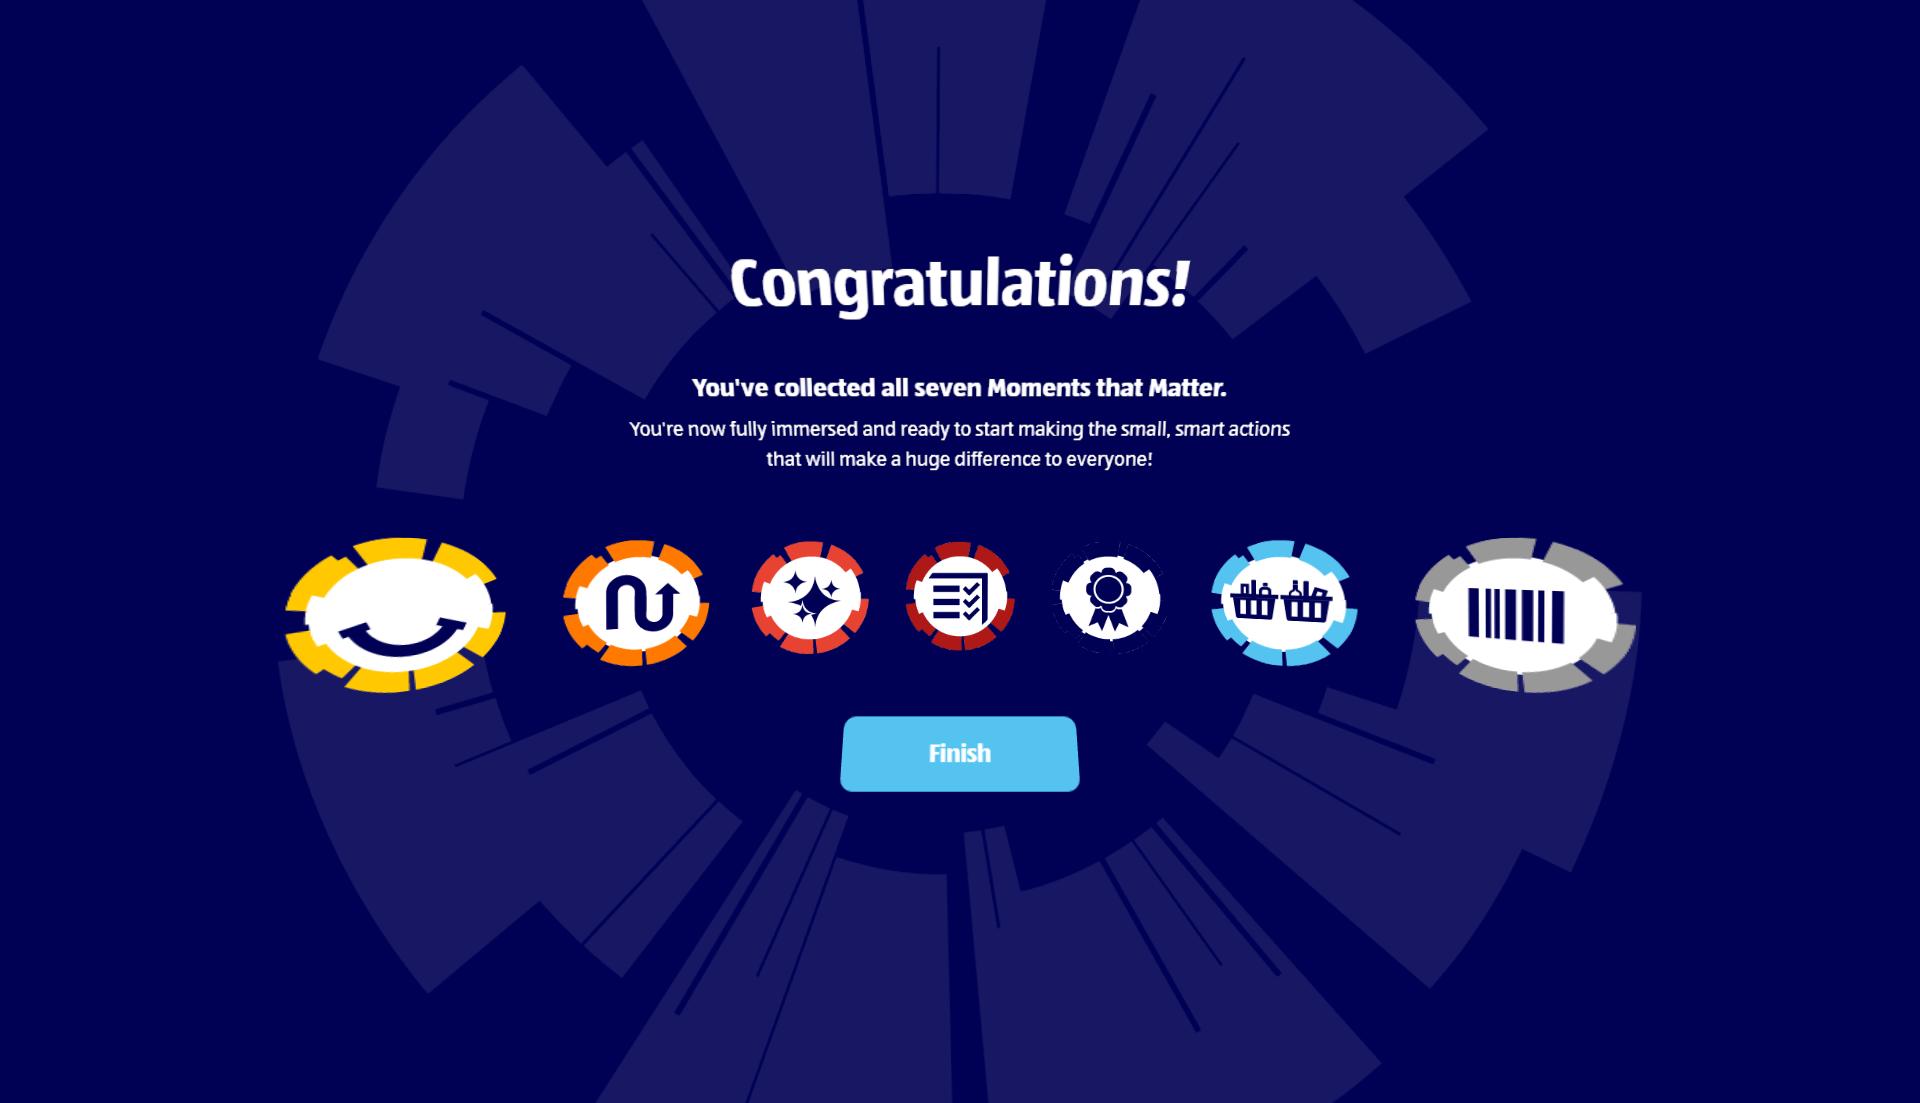 Congratulations!
You've collected all seven Moments that Matter.
You're now fully immersed and ready to start making the small, smart actions
that will make a huge difference to everyone!
Finish